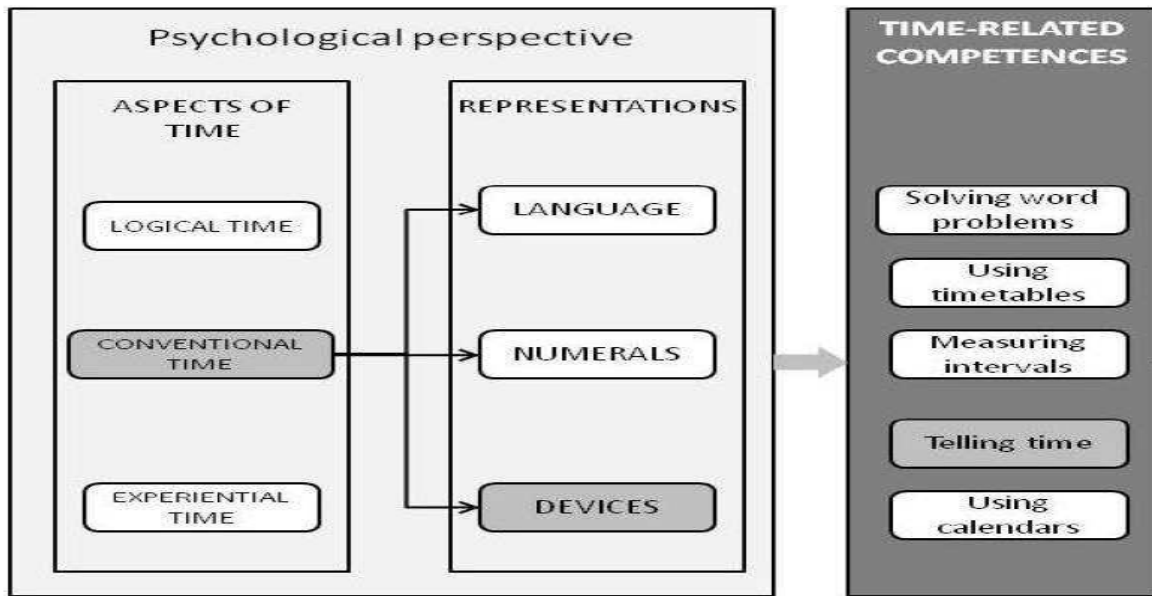 Psychological perspective
ASPECTS OF
TIME
LOGICAL TIME
CONVENTIONAL
TIME
EXPERIENTIAL
TIME
REPRESENTATIONS
LANGUAGE
NUMERALS
DEVICES
TIME-RELATED
COMPETENCES
Solving word
problems
Using
timetables
Measuring
intervals
Telling time
Using
calendars